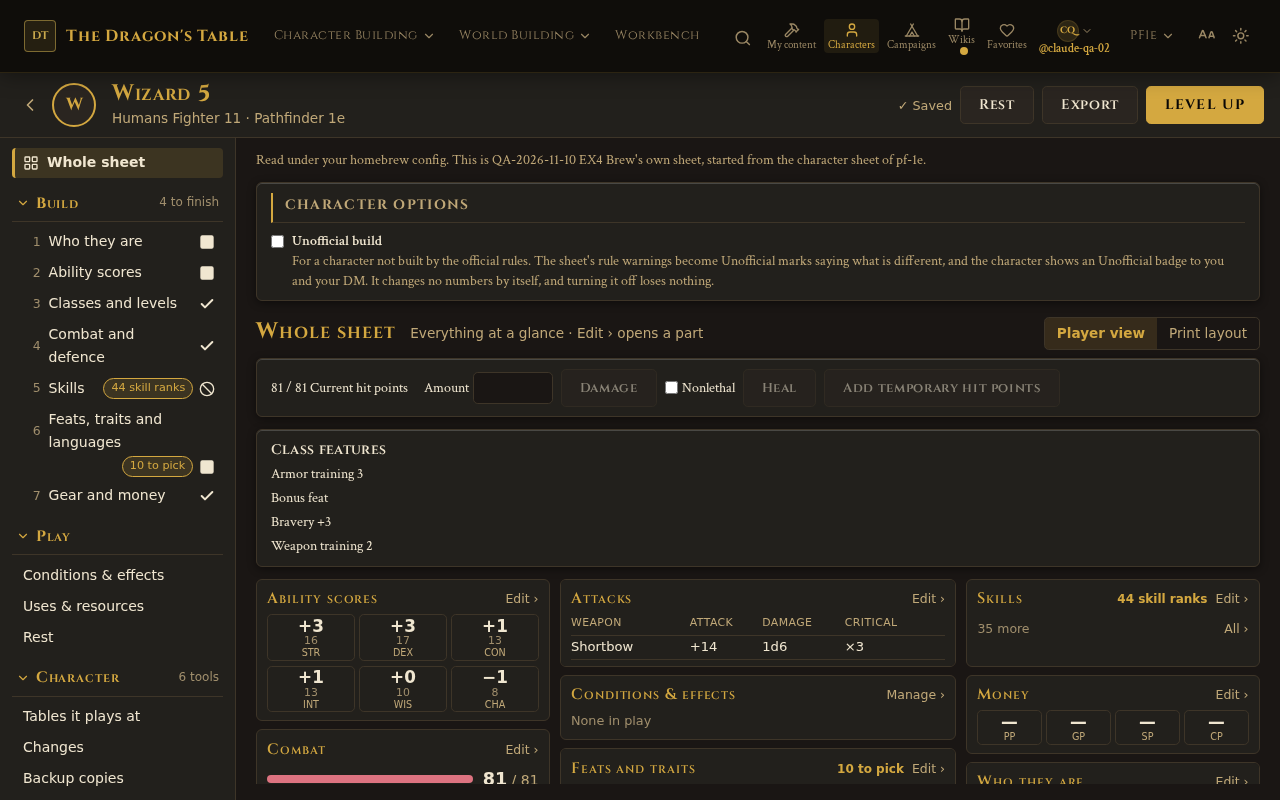 DT The Dragon's Table Character Building World Building Workbench My content Characters Campaigns Wikis Favorites CQ_ @claude-qa-02 PF1e AA
W Wizard 5
Humans Fighter 11 · Pathfinder 1e
✓ Saved Rest Export LEVEL UP
Whole sheet
Build 4 to finish
1 Who they are
2 Ability scores
3 Classes and levels
4 Combat and
defence
5 Skills 44 skill ranks
6 Feats, traits and
languages
10 to pick
7 Gear and money
Play
Conditions & effects
Uses & resources
Rest
Character 6 tools
Tables it plays at
Changes
Backup copies
Read under your homebrew config. This is QA-2026-11-10 EX4 Brew's own sheet, started from the character sheet of pf-1e.
CHARACTER OPTIONS
Unofficial build
For a character not built by the official rules. The sheet's rule warnings become Unofficial marks saying what is different, and the character shows an Unofficial badge to you
and your DM. It changes no numbers by itself, and turning it off loses nothing.
Whole sheet Everything at a glance · Edit › opens a part Player view Print layout
81 / 81 Current hit points Amount Damage Nonlethal Heal Add temporary hit points
Class features
Armor training 3
Bonus feat
Bravery +3
Weapon training 2
Ability scores Edit ›
+3 +3 +1
16 17 13
STR DEX CON
+1 +0 −1
13 10 8
INT WIS CHA
Combat Edit ›
81 / 81
Attacks Edit ›
WEAPON ATTACK DAMAGE CRITICAL
Shortbow +14 1d6 ×3
Conditions & effects Manage ›
None in play
Feats and traits 10 to pick Edit ›
Skills 44 skill ranks Edit ›
35 more All ›
Money Edit ›
— — — —
PP GP SP CP
Who they are Edit ›